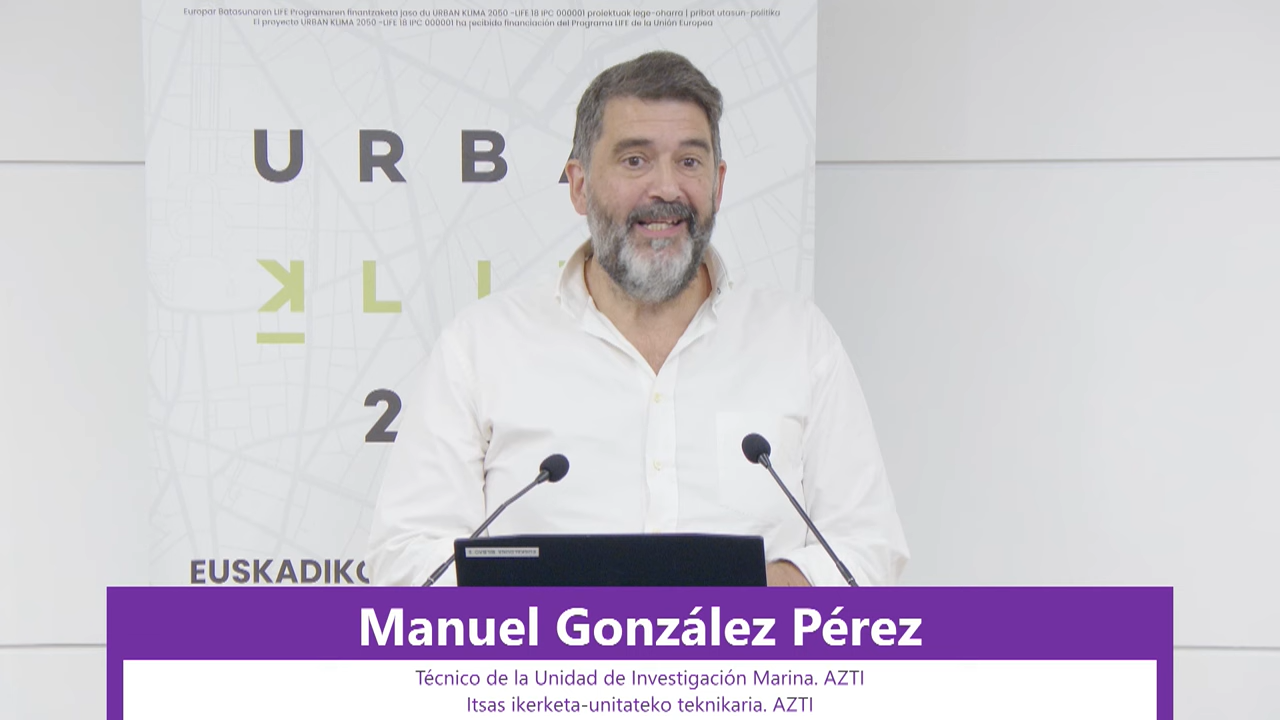 Europar Batasunaren LIFE Programaren finantzaketa jaso du URBAN KLIMA 2050 –LIFE 18 IPC 000001 proiektuak lege-oharra | pribat utasun-politika
El proyecto URBAN KLIMA 2050 –LIFE 18 IPC 000001 ha recibido financiación del Programa LIFE de la Unión Europea
URBA
KLI
2
EUSKADIKO
Manuel González Pérez
Técnico de la Unidad de Investigación Marina. AZTI
Itsas ikerketa-unitateko teknikaria. AZTI